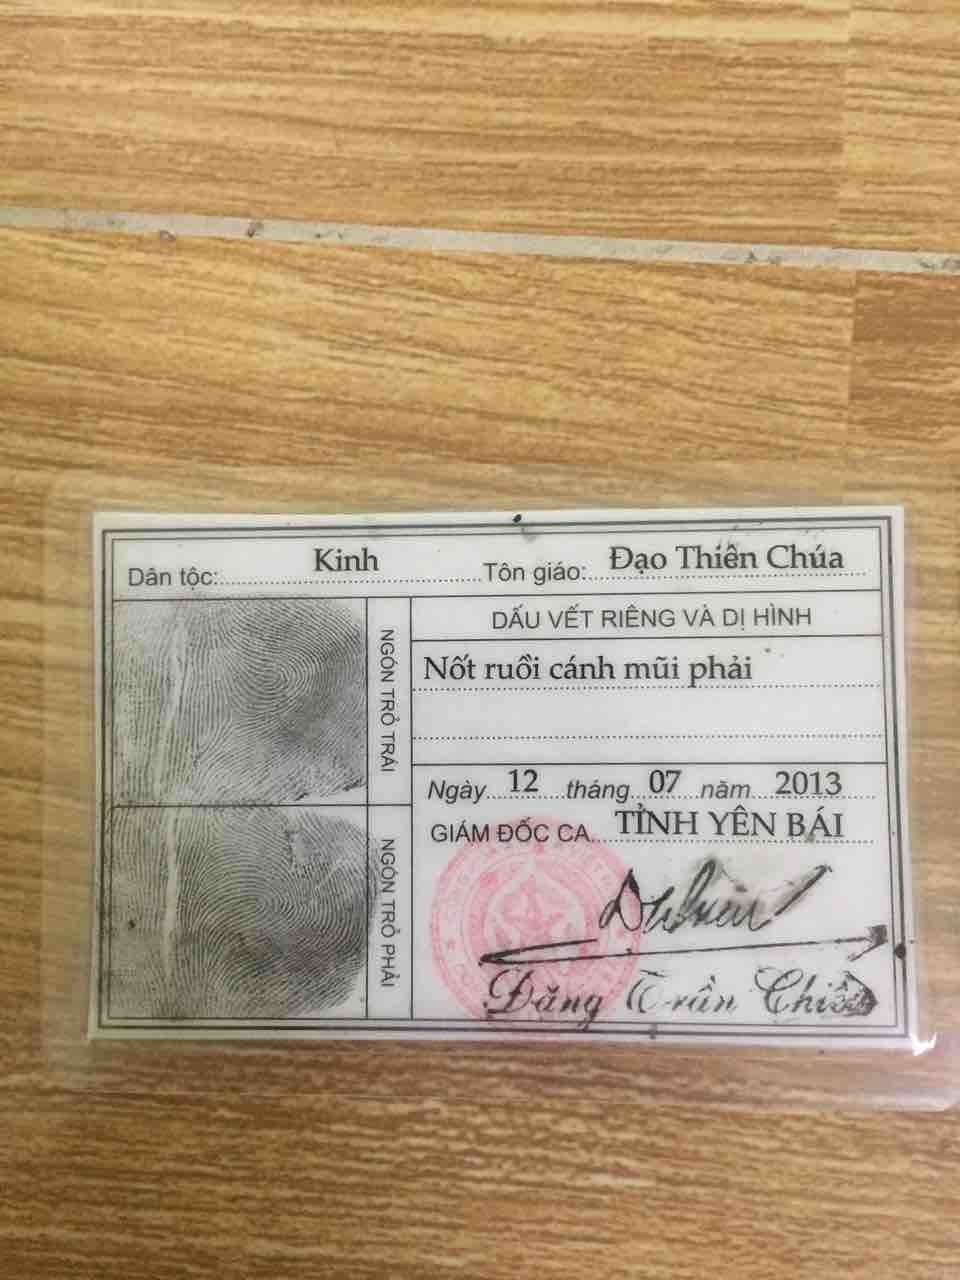 Dân tộc: Kinh Tôn giáo: Đạo Thiên Chúa
NGÓN TRỎ TRÁI
NGÓN TRỎ PHẢI
DẤU VẾT RIÊNG VÀ DỊ HÌNH
Nốt ruồi cánh mũi phải
Ngày 12 tháng 07 năm 2013
GIÁM ĐỐC CA TỈNH YÊN BÁI
Đăng Trần Chiêu